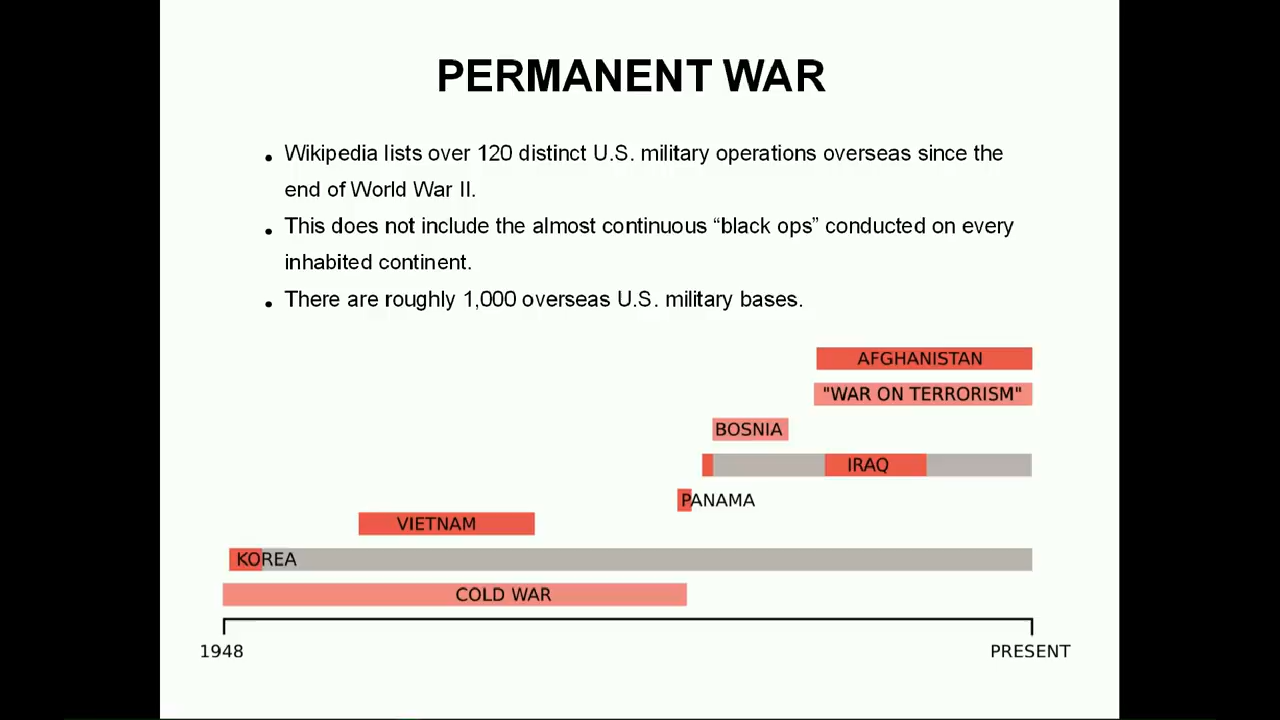 PERMANENT WAR
• Wikipedia lists over 120 distinct U.S. military operations overseas since the
end of World War II.
• This does not include the almost continuous “black ops” conducted on every
inhabited continent.
• There are roughly 1,000 overseas U.S. military bases.
AFGHANISTAN
"WAR ON TERRORISM"
BOSNIA
IRAQ
PANAMA
VIETNAM
KOREA
COLD WAR
1948 PRESENT